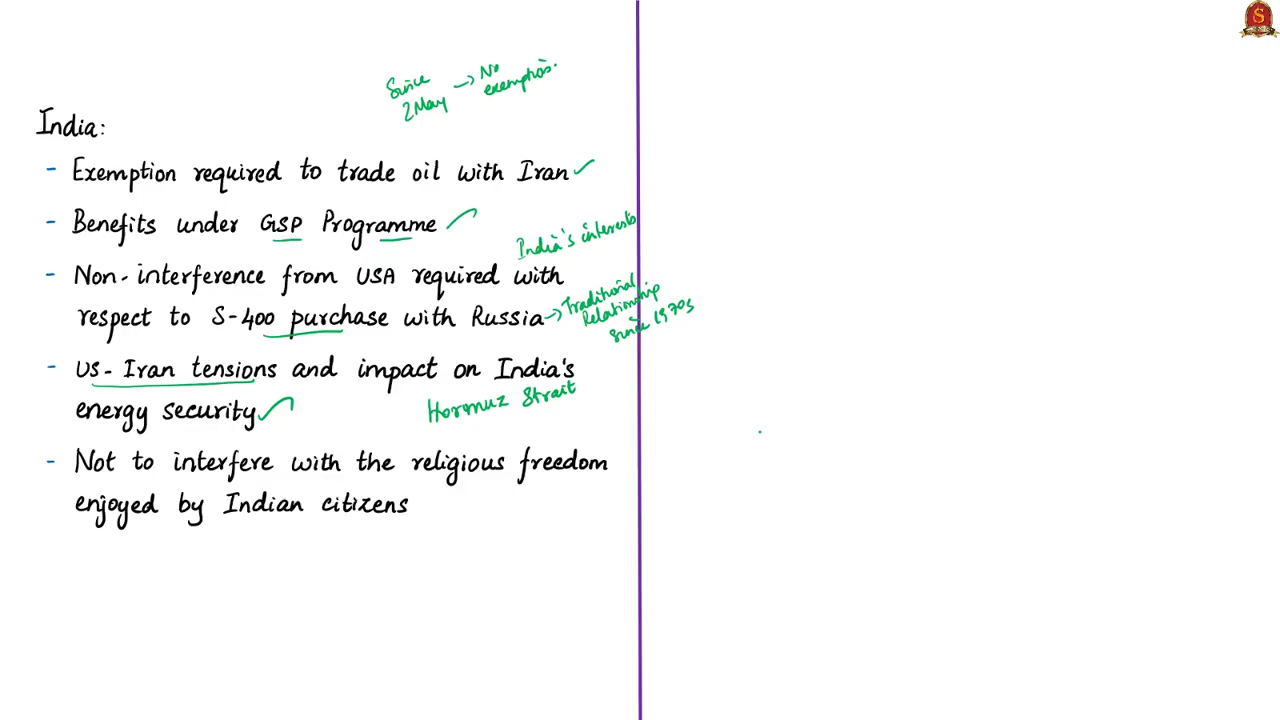 Since
2 May → No
exemption.
India:
- Exemption required to trade oil with Iran ✓
- Benefits under GSP Programme ✓
India's interests
- Non-interference from USA required with
respect to S-400 purchase with Russia → Traditional
Relationship
since 1970s
- US-Iran tensions and impact on India's
energy security ✓
Hormuz Strait
- Not to interfere with the religious freedom
enjoyed by Indian citizens
S